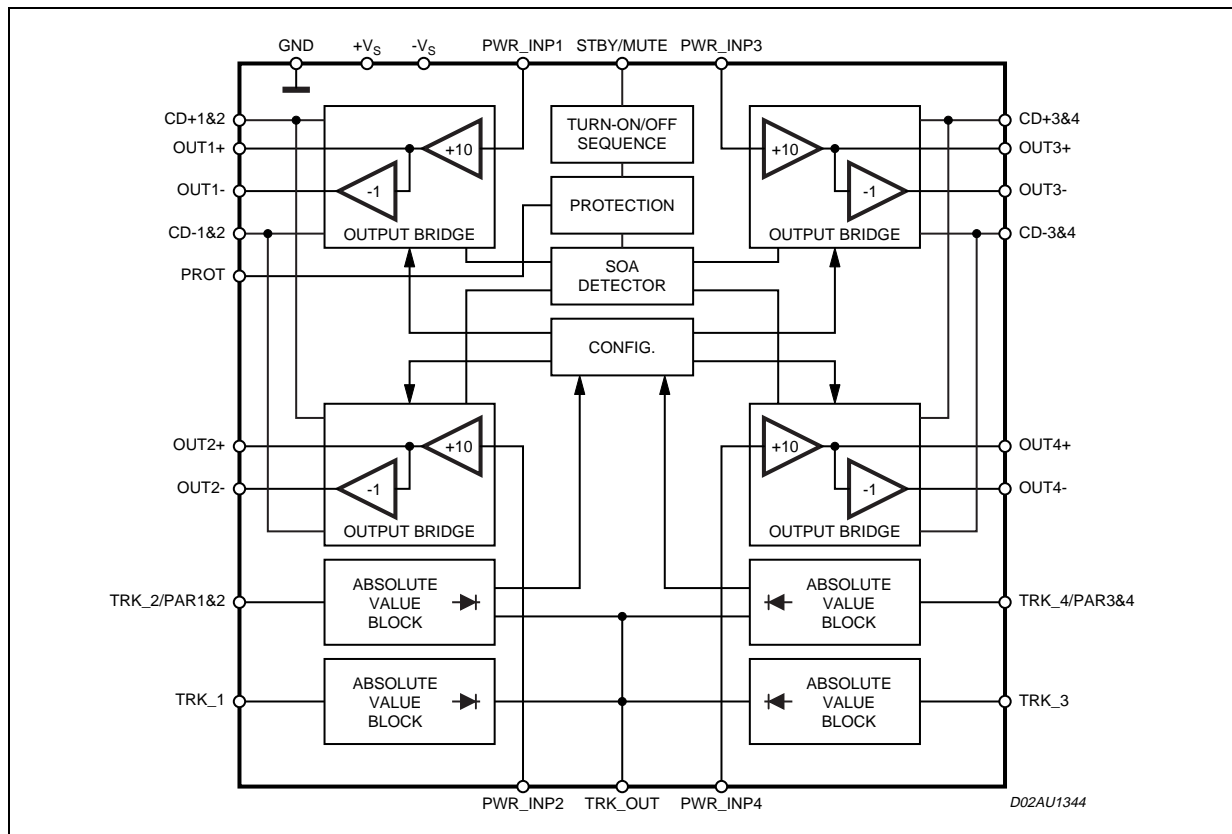 GND
+VS
-VS
PWR_INP1
STBY/MUTE
PWR_INP3
CD+1&2
OUT1+
OUT1-
CD-1&2
PROT
+10
-1
OUTPUT BRIDGE
TURN-ON/OFF
SEQUENCE
PROTECTION
SOA
DETECTOR
CONFIG.
+10
-1
OUTPUT BRIDGE
CD+3&4
OUT3+
OUT3-
CD-3&4
OUT2+
OUT2-
+10
-1
OUTPUT BRIDGE
+10
-1
OUTPUT BRIDGE
OUT4+
OUT4-
TRK_2/PAR1&2
ABSOLUTE
VALUE
BLOCK
ABSOLUTE
VALUE
BLOCK
TRK_4/PAR3&4
TRK_1
ABSOLUTE
VALUE
BLOCK
ABSOLUTE
VALUE
BLOCK
TRK_3
PWR_INP2
TRK_OUT
PWR_INP4
D02AU1344